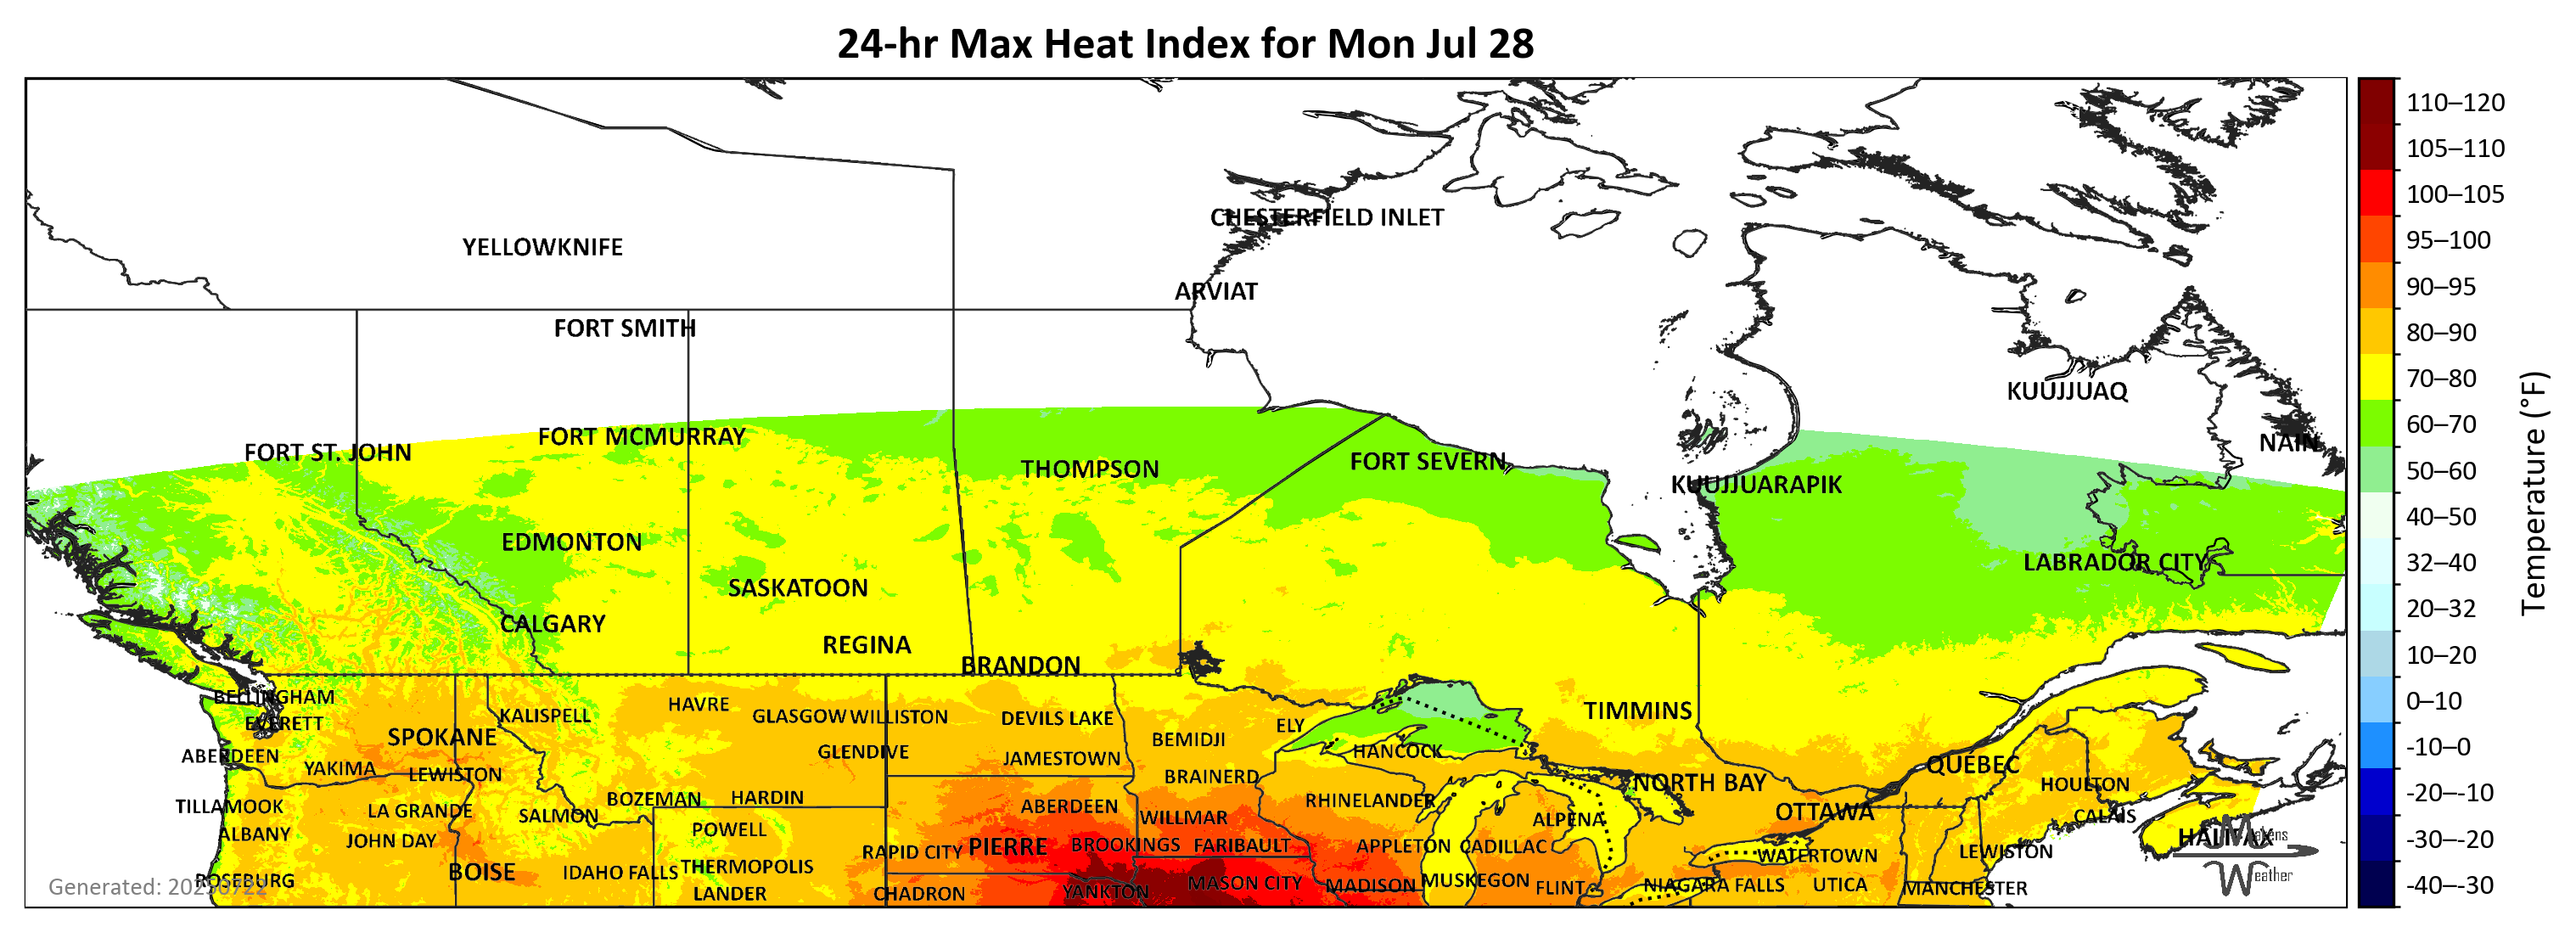 24-hr Max Heat Index for Mon Jul 28
CHESTERFIELD INLET
YELLOWKNIFE
ARVIAT
FORT SMITH
KUUJJUAQ
FORT MCMURRAY
NAIN
FORT ST. JOHN
FORT SEVERN
THOMPSON
KUUJJUARAPIK
EDMONTON
LABRADOR CITY
SASKATOON
CALGARY
REGINA
BRANDON
BELLINGHAM
HAVRE
TIMMINS
KALISPELL
GLASGOW
WILLISTON
DEVILS LAKE
EVERETT
ELY
SPOKANE
BEMIDJI
GLENDIVE
HANCOCK
ABERDEEN
JAMESTOWN
QUÉBEC
YAKIMA
LEWISTON
BRAINERD
NORTH BAY
HOULTON
BOZEMAN
HARDIN
RHINELANDER
TILLAMOOK
LA GRANDE
ABERDEEN
SALMON
WILLMAR
OTTAWA
CALAIS
ALPENA
POWELL
ALBANY
JOHN DAY
HALIFAX
PIERRE
BROOKINGS
FARIBAULT
APPLETON
CADILLAC
RAPID CITY
LEWISTON
WATERTOWN
THERMOPOLIS
BOISE
IDAHO FALLS
ROSEBURG
MUSKEGON
MASON CITY
MADISON
NIAGARA FALLS
UTICA
FLINT
MANCHESTER
LANDER
CHADRON
YANKTON
Generated: 20250722
Makens
Weather
110–120
105–110
100–105
95–100
90–95
80–90
70–80
60–70
50–60
40–50
32–40
20–32
10–20
0–10
-10–0
-20–-10
-30–-20
-40–-30
Temperature (°F)